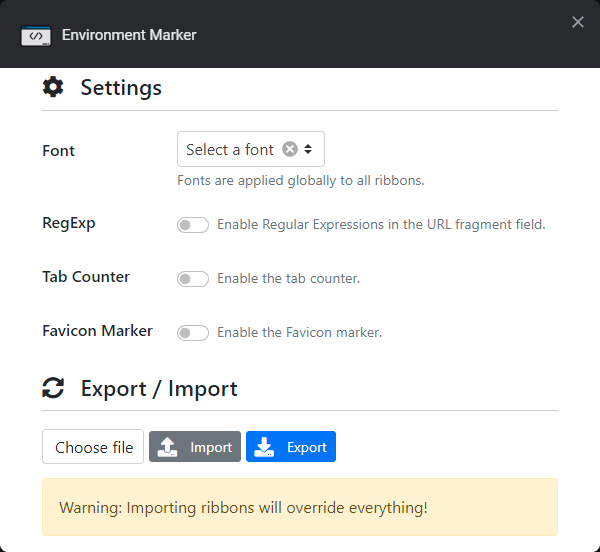 Environment Marker
Settings
Font
Select a font
Fonts are applied globally to all ribbons.
RegExp
Enable Regular Expressions in the URL fragment field.
Tab Counter
Enable the tab counter.
Favicon Marker
Enable the Favicon marker.
Export / Import
Choose file
Import
Export
Warning: Importing ribbons will override everything!